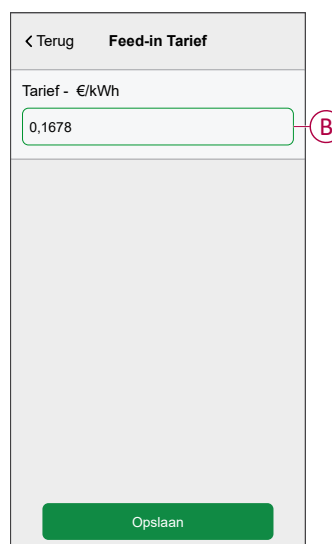 Terug Feed-in Tarief
Tarief - €/kWh
0,1678
B
Opslaan